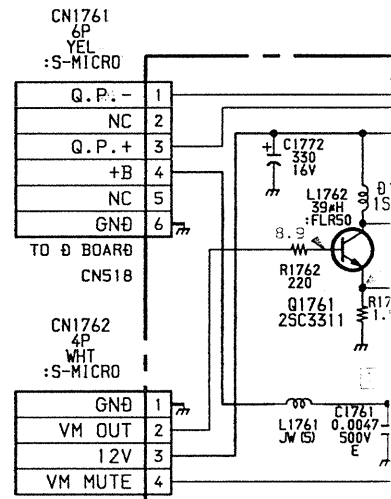 CN1761
6P
YEL
:S-MICRO
Q.P.- 1
NC 2
Q.P.+ 3
+B 4
NC 5
GND 6
TO D BOARD
CN518
C1772
330
16V
L1762
39μH
:FLR50
8.9
R1762
220
Q1761
2SC3311
CN1762
4P
WHT
:S-MICRO
GND 1
VM OUT 2
12V 3
VM MUTE 4
L1761
JW (5)
C1761
0.0047
500V
E